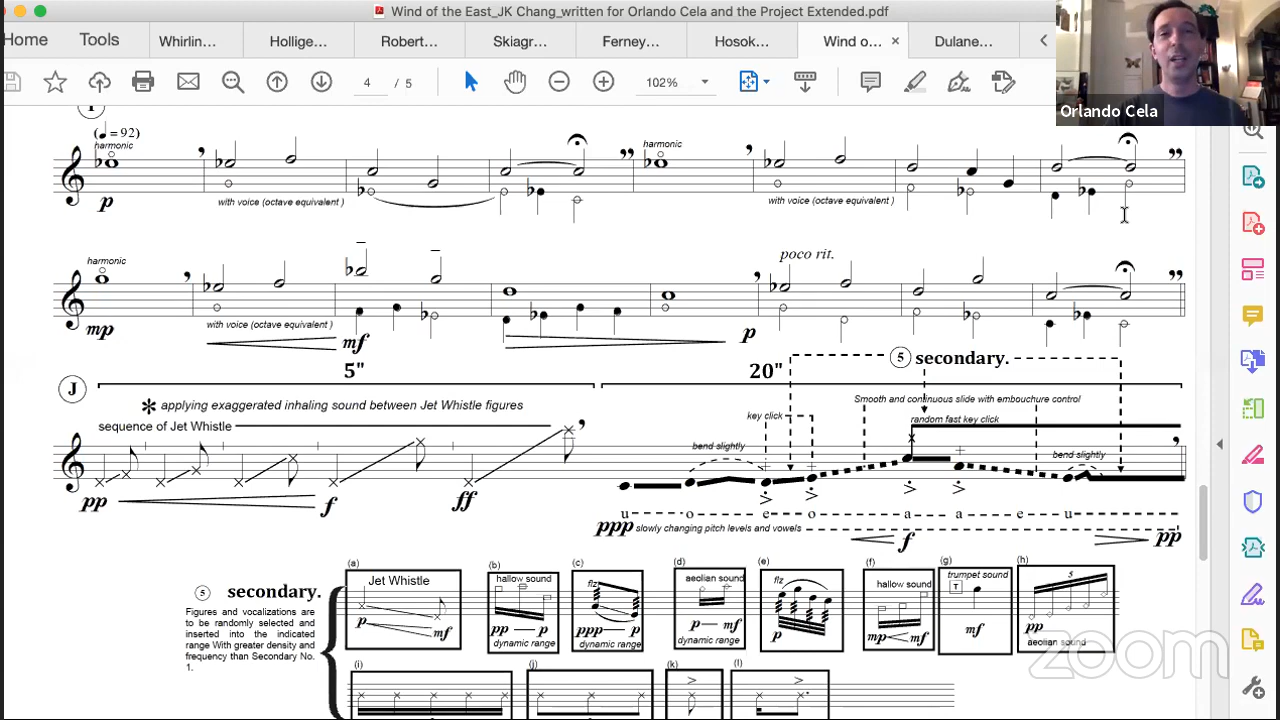 Wind of the East_JK Chang_written for Orlando Cela and the Project Extended.pdf
Home Tools Whirlin... Hollige... Robert... Skiagr... Ferney... Hosok... Wind o... × Dulane...
4 / 5 102%
Orlando Cela
(♩= 92)
harmonic harmonic
p with voice (octave equivalent ) with voice (octave equivalent )
harmonic poco rit.
mp with voice (octave equivalent ) mf p
5" 20" 5 secondary.
J * applying exaggerated inhaling sound between Jet Whistle figures Smooth and continuous slide with embouchure control
sequence of Jet Whistle key click random fast key click
bend slightly bend slightly
pp f ff u o e o a a e u
ppp slowly changing pitch levels and vowels f pp
(a) (b) (c) (d) (e) (f) (g) (h)
5 secondary. Jet Whistle hallow sound flz aeolian sound flz hallow sound trumpet sound 5
Figures and vocalizations are
to be randomly selected and
inserted into the indicated
range With greater density and
frequency than Secondary No.
1.
T
p mf pp p ppp p p mf p mp mf mf pp
dynamic range dynamic range dynamic range aeolian sound
(i) (j) (k) (l)
zoom